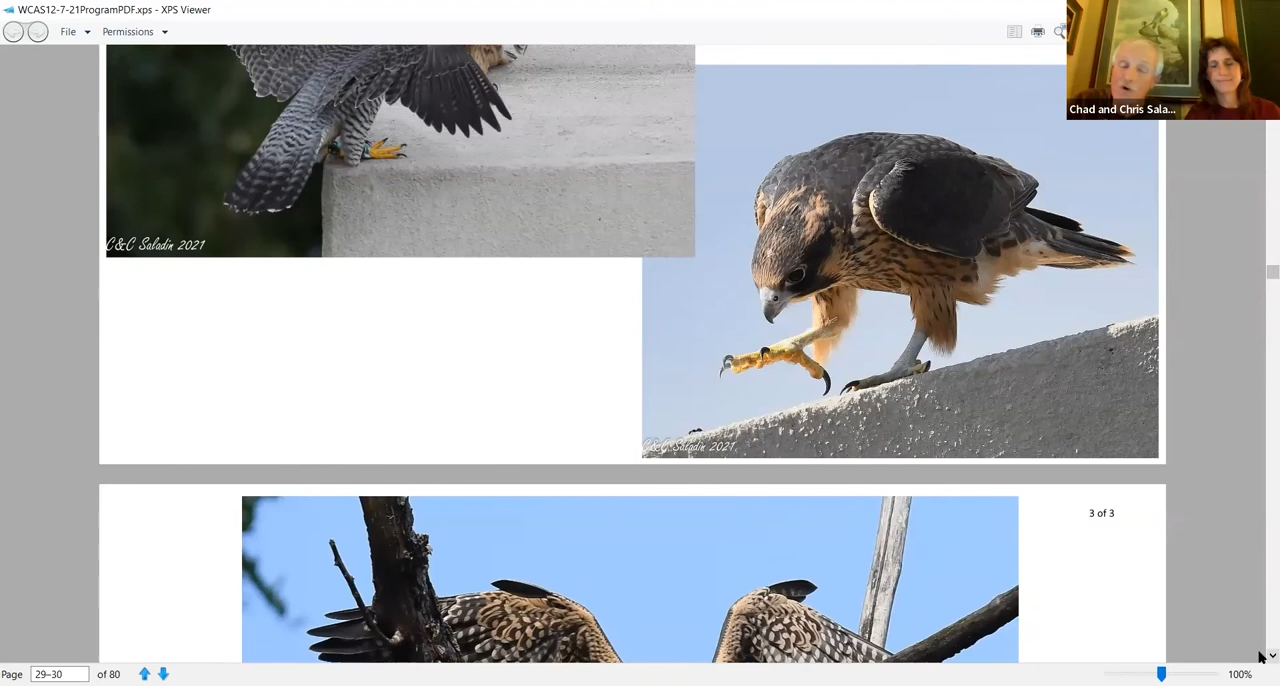 WCAS12-7-21ProgramPDF.xps - XPS Viewer
File Permissions
Chad and Chris Sala...
C&C Saladin 2021
C&C Saladin 2021
3 of 3
Page 29–30 of 80
100%